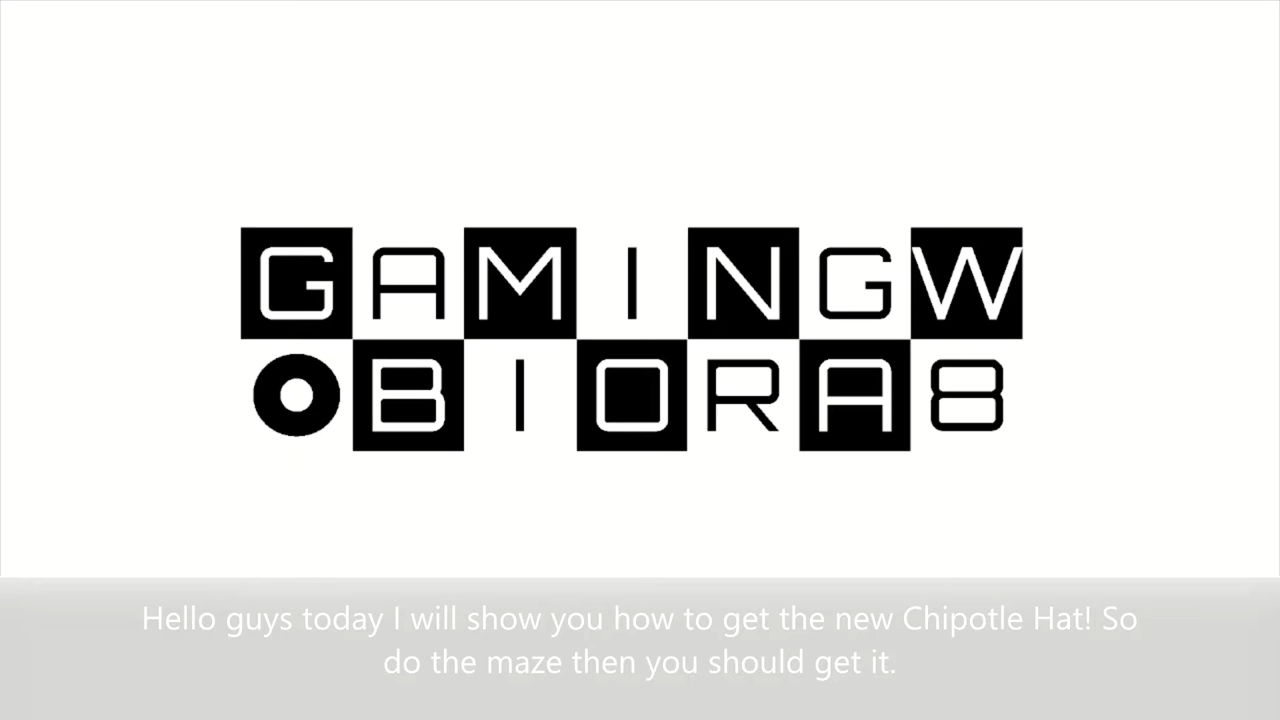 GAMINGW
OBIORA8
Hello guys today I will show you how to get the new Chipotle Hat! So
do the maze then you should get it.